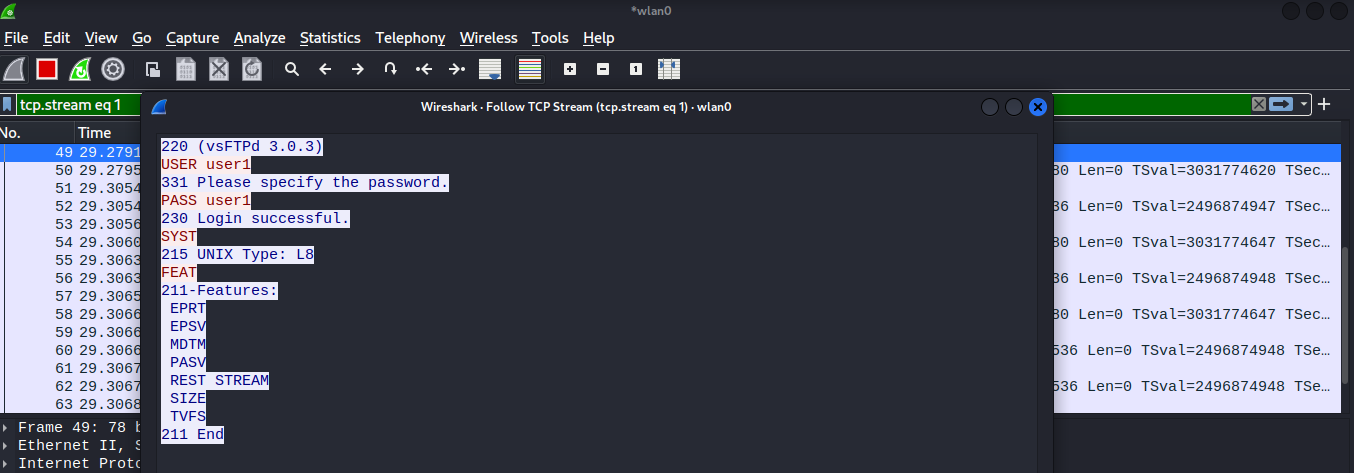 *wlan0
File Edit View Go Capture Analyze Statistics Telephony Wireless Tools Help
tcp.stream eq 1
Wireshark · Follow TCP Stream (tcp.stream eq 1) · wlan0
No. Time
49 29.2791
50 29.2795
51 29.3054
52 29.3054
53 29.3056
54 29.3060
55 29.3063
56 29.3063
57 29.3065
58 29.3066
59 29.3066
60 29.3066
61 29.3067
62 29.3067
63 29.3068
220 (vsFTPd 3.0.3)
USER user1
331 Please specify the password.
PASS user1
230 Login successful.
SYST
215 UNIX Type: L8
FEAT
211-Features:
EPRT
EPSV
MDTM
PASV
REST STREAM
SIZE
TVFS
211 End
80 Len=0 TSval=3031774620 TSec…
36 Len=0 TSval=2496874947 TSec…
80 Len=0 TSval=3031774647 TSec…
36 Len=0 TSval=2496874948 TSec…
80 Len=0 TSval=3031774647 TSec…
536 Len=0 TSval=2496874948 TSe…
536 Len=0 TSval=2496874948 TSe…
Frame 49: 78 b
Ethernet II, S
Internet Proto